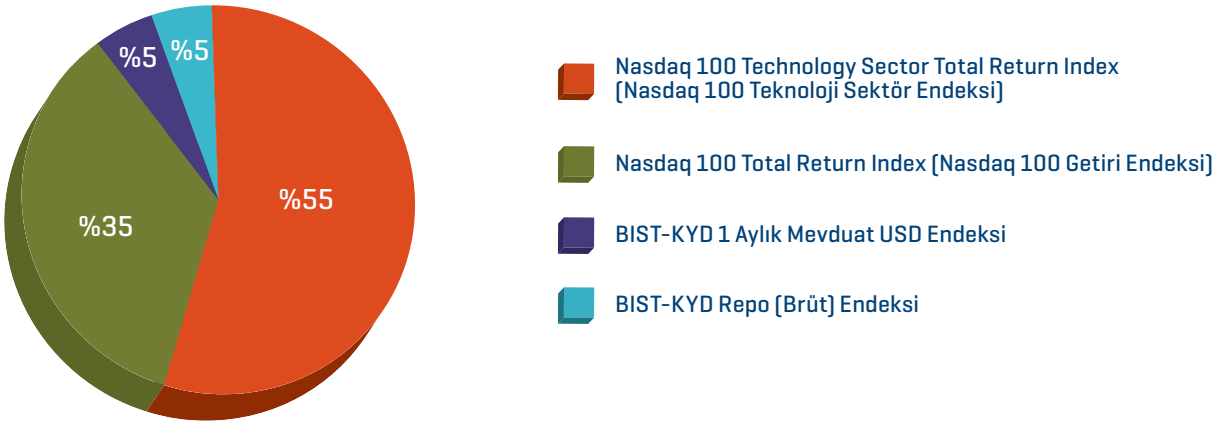 %5
%5
%55
%35
Nasdaq 100 Technology Sector Total Return Index
(Nasdaq 100 Teknoloji Sektör Endeksi)
Nasdaq 100 Total Return Index (Nasdaq 100 Getiri Endeksi)
BIST-KYD 1 Aylık Mevduat USD Endeksi
BIST-KYD Repo (Brüt) Endeksi